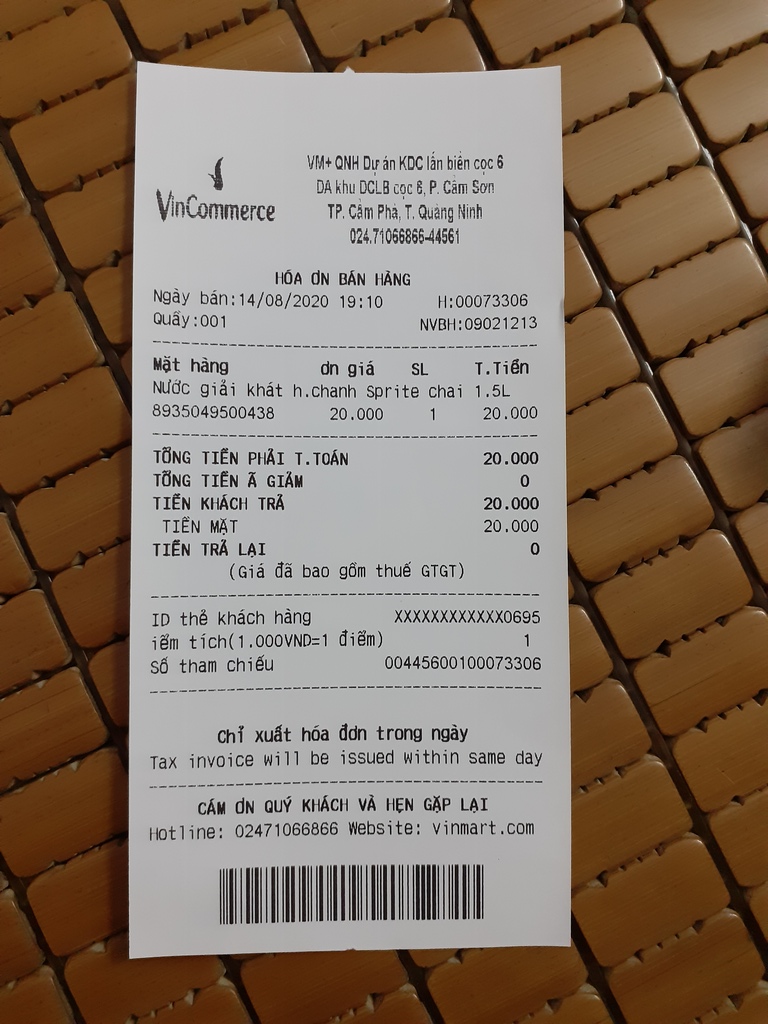 VinCommerce
VM+ QNH Dự án KDC lấn biển cọc 6
DA khu DCLB cọc 6, P. Cẩm Sơn
TP. Cẩm Phả, T. Quảng Ninh
024.71066866-44561
HÓA ƠN BÁN HÀNG
Ngày bán:14/08/2020 19:10 H:00073306
Quầy:001 NVBH:09021213
Mặt hàng ơn giá SL T.Tiền
Nước giải khát h.chanh Sprite chai 1.5L
8935049500438 20.000 1 20.000
TỔNG TIỀN PHẢI T.TOÁN 20.000
TỔNG TIỀN Ã GIẢM 0
TIỀN KHÁCH TRẢ 20.000
TIỀN MẶT 20.000
TIỀN TRẢ LẠI 0
(Giá đã bao gồm thuế GTGT)
ID thẻ khách hàng XXXXXXXXXXXX0695
iểm tích(1.000VND=1 điểm) 1
Số tham chiếu 00445600100073306
Chỉ xuất hóa đơn trong ngày
Tax invoice will be issued within same day
CÁM ƠN QUÝ KHÁCH VÀ HẸN GẶP LẠI
Hotline: 02471066866 Website: vinmart.com